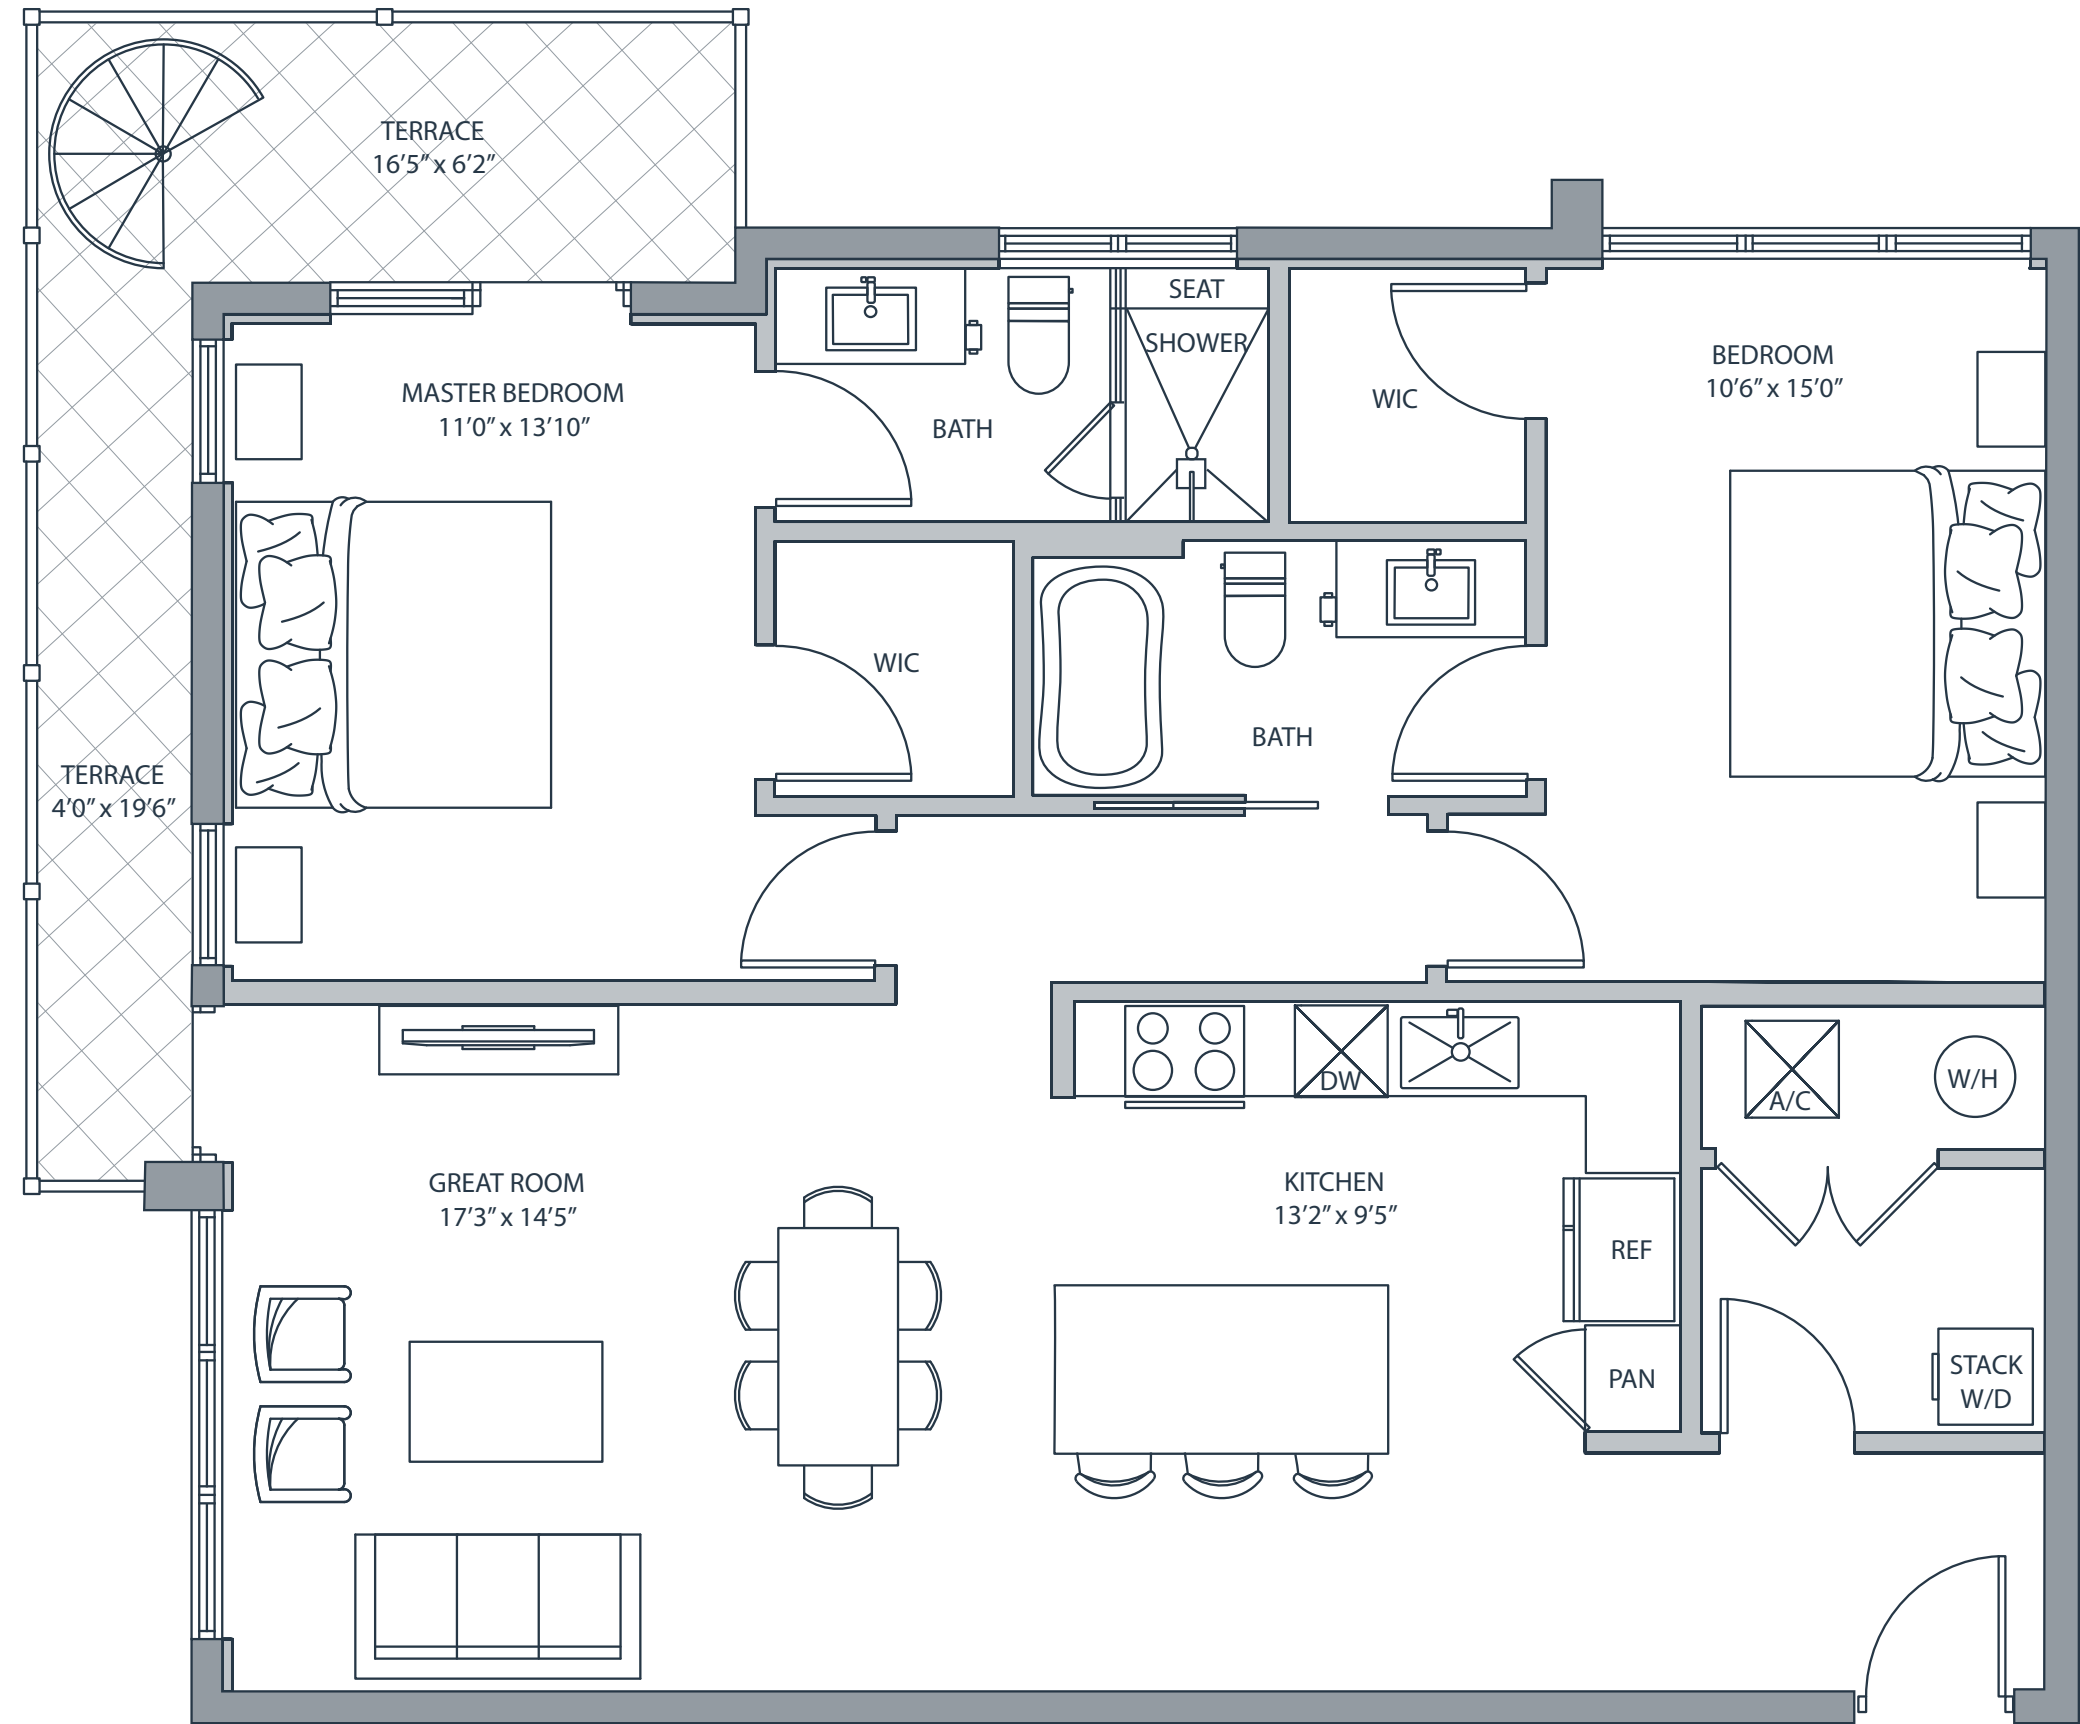 TERRACE
16’5” x 6’2”
SEAT
SHOWER
MASTER BEDROOM
11’0” x 13’10”
BATH
WIC
BEDROOM
10’6” x 15’0”
WIC
BATH
TERRACE
4’0” x 19’6”
DW
A/C
W/H
GREAT ROOM
17’3” x 14’5”
KITCHEN
13’2” x 9’5”
REF
PAN
STACK
W/D